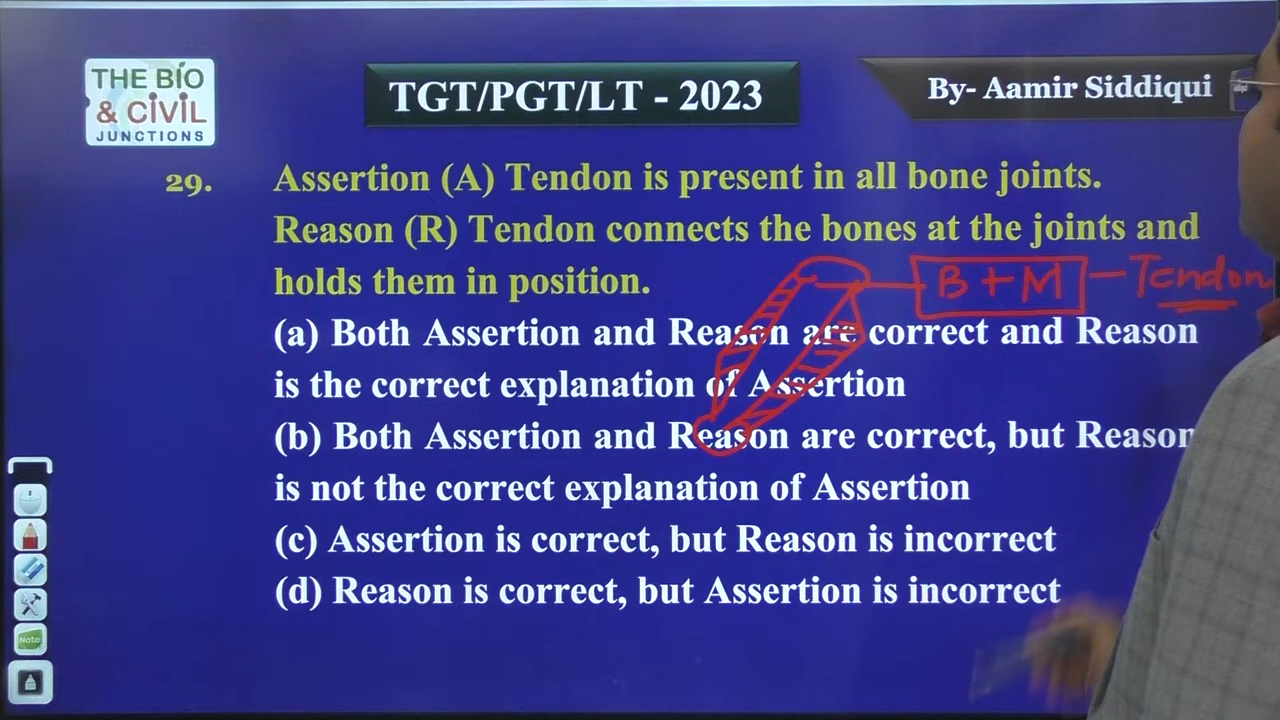 THE BIO
& CIVIL
JUNCTIONS
TGT/PGT/LT - 2023
By- Aamir Siddiqui
29. Assertion (A) Tendon is present in all bone joints.
Reason (R) Tendon connects the bones at the joints and
holds them in position.
B + M - Tendon
(a) Both Assertion and Reason are correct and Reason
is the correct explanation of Assertion
(b) Both Assertion and Reason are correct, but Reason
is not the correct explanation of Assertion
(c) Assertion is correct, but Reason is incorrect
(d) Reason is correct, but Assertion is incorrect
Note